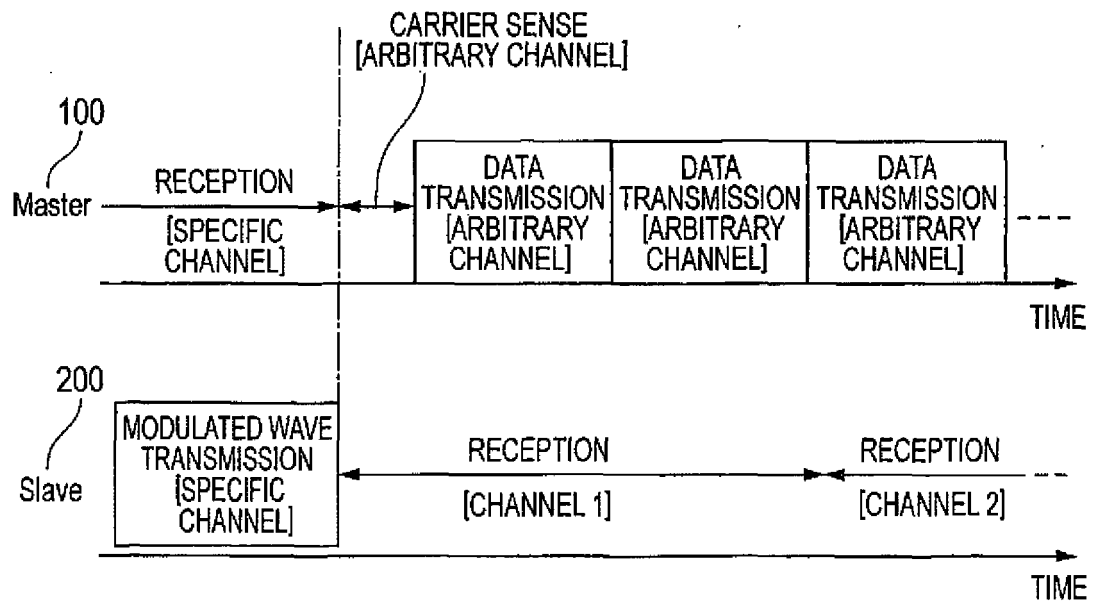 CARRIER SENSE
[ARBITRARY CHANNEL]
100
Master
RECEPTION
[SPECIFIC
CHANNEL]
DATA
TRANSMISSION
[ARBITRARY
CHANNEL]
DATA
TRANSMISSION
[ARBITRARY
CHANNEL]
DATA
TRANSMISSION
[ARBITRARY
CHANNEL]
TIME
200
Slave
MODULATED WAVE
TRANSMISSION
[SPECIFIC
CHANNEL]
RECEPTION
[CHANNEL 1]
RECEPTION
[CHANNEL 2]
TIME